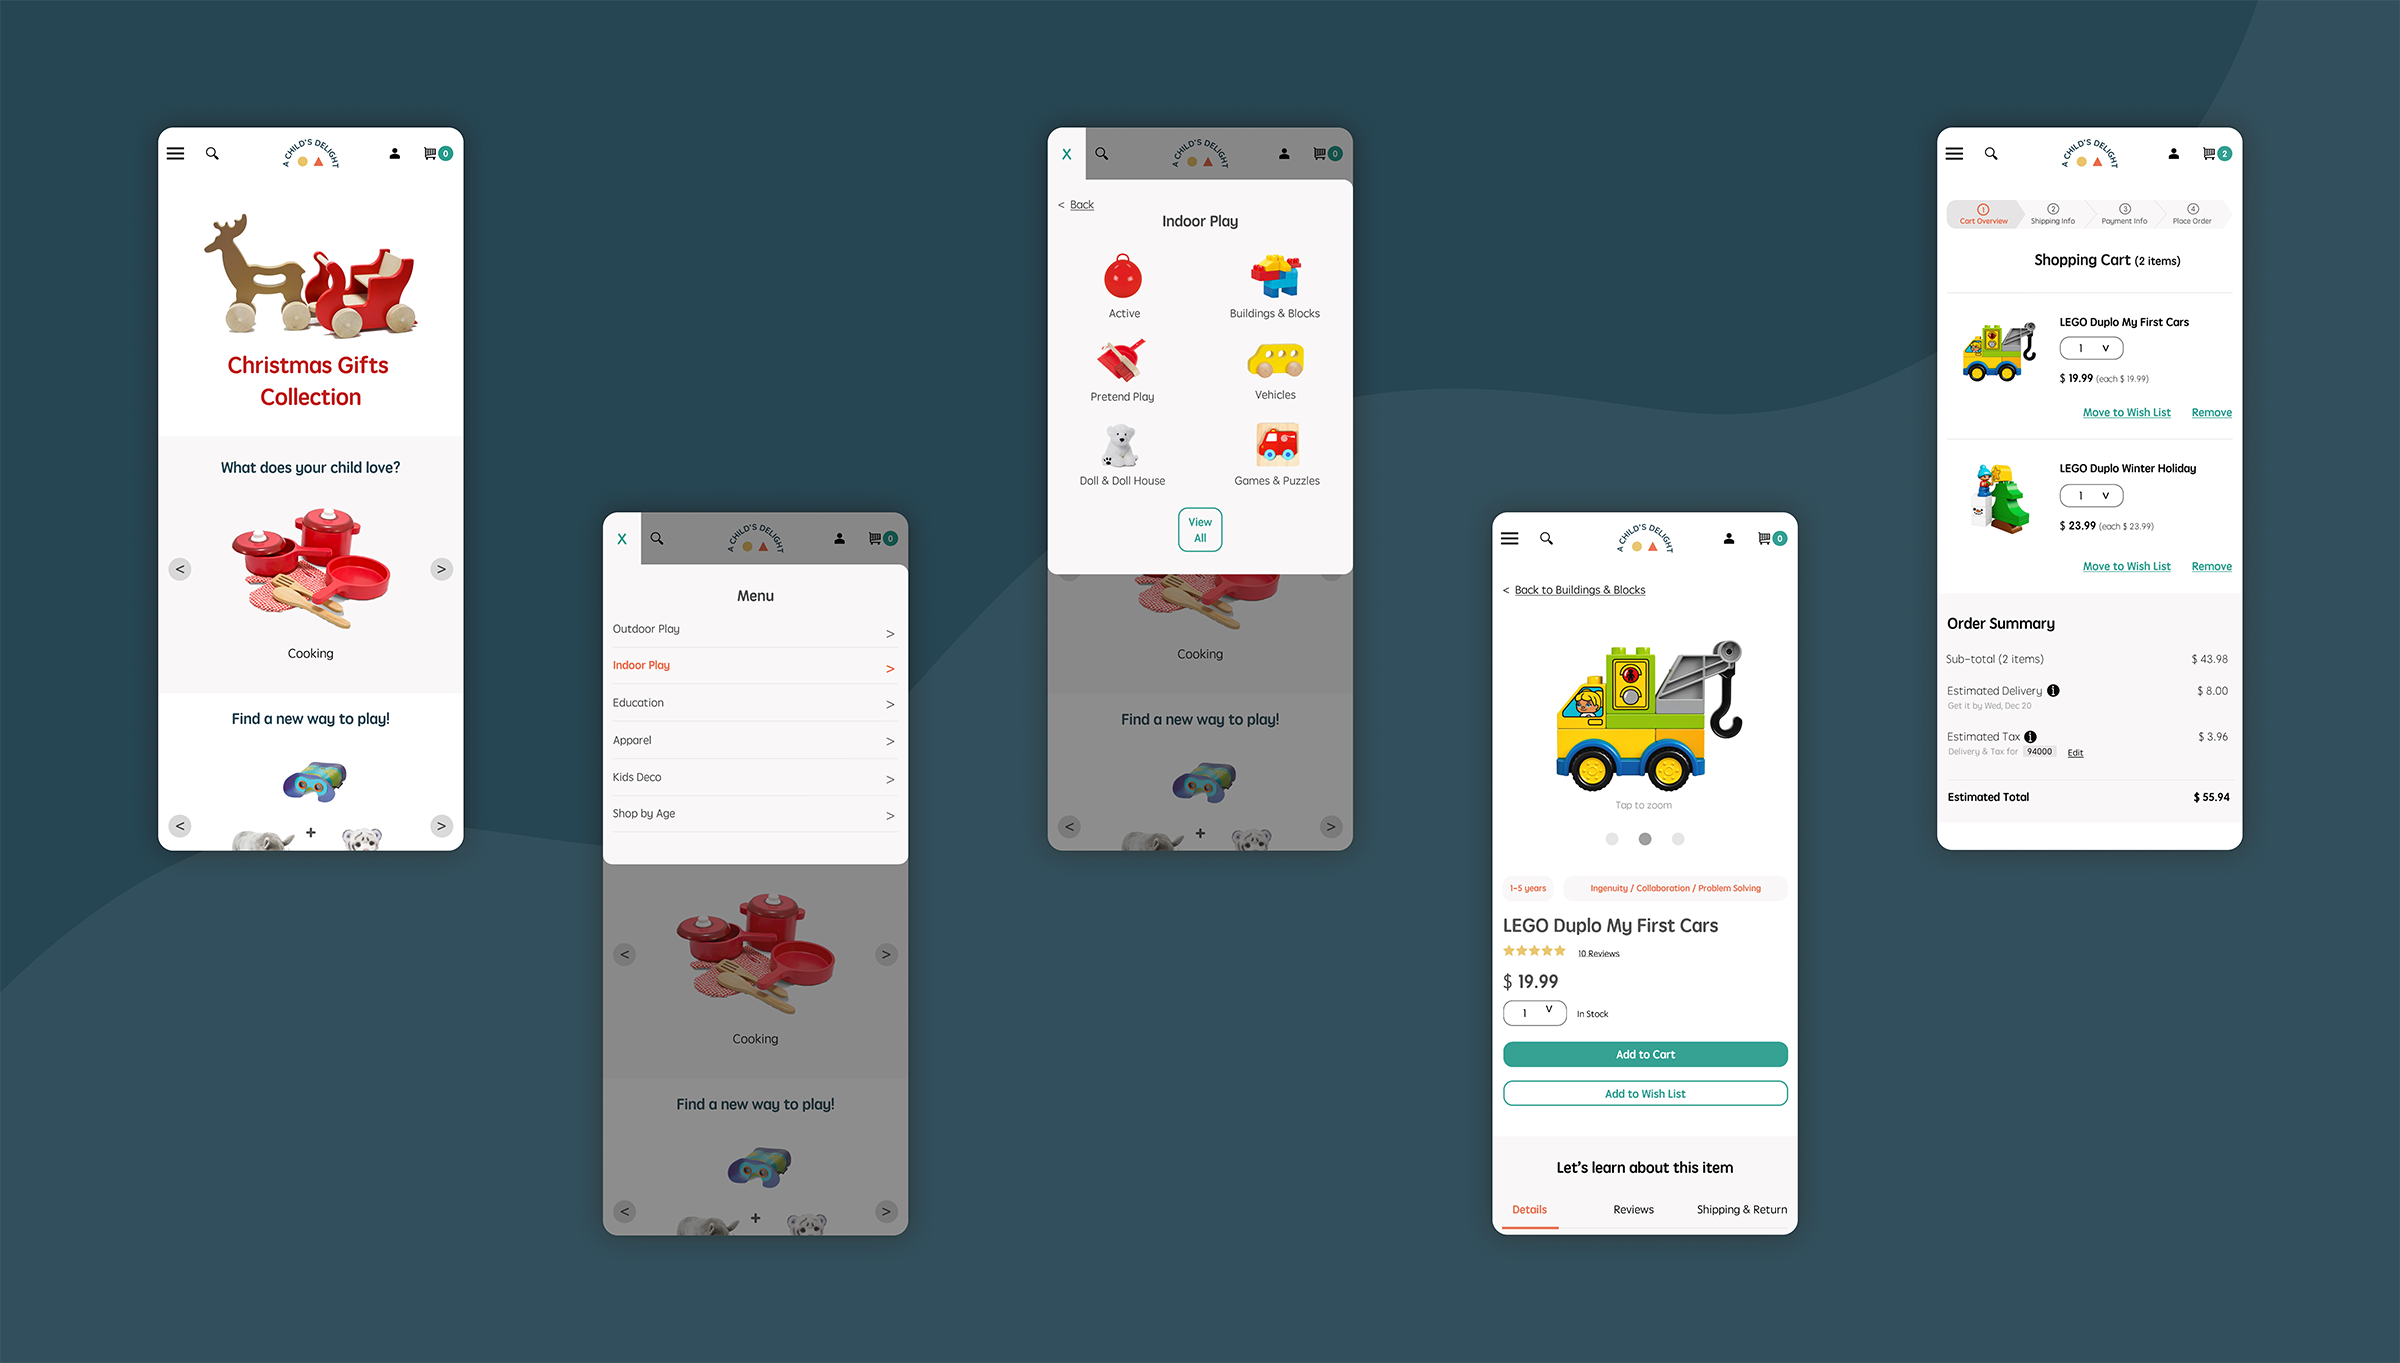 A CHILD'S DELIGHT
0
Christmas Gifts
Collection
What does your child love?
< >
Cooking
Find a new way to play!
< + >
X
A CHILD'S DELIGHT
0
Menu
Outdoor Play >
Indoor Play >
Education >
Apparel >
Kids Deco >
Shop by Age >
< >
Cooking
Find a new way to play!
< + >
X
A CHILD'S DELIGHT
0
< Back
Indoor Play
Active
Buildings & Blocks
Pretend Play
Vehicles
Doll & Doll House
Games & Puzzles
View
All
Cooking
Find a new way to play!
< + >
A CHILD'S DELIGHT
0
< Back to Buildings & Blocks
Tap to zoom
1-5 years
Ingenuity / Collaboration / Problem Solving
LEGO Duplo My First Cars
10 Reviews
$ 19.99
1 V In Stock
Add to Cart
Add to Wish List
Let's learn about this item
Details Reviews Shipping & Return
A CHILD'S DELIGHT
2
1 2 3 4
Cart Overview Shipping Info Payment Info Place Order
Shopping Cart (2 items)
LEGO Duplo My First Cars
1 V
$ 19.99 (each $ 19.99)
Move to Wish List Remove
LEGO Duplo Winter Holiday
1 V
$ 23.99 (each $ 23.99)
Move to Wish List Remove
Order Summary
Sub-total (2 items) $ 43.98
Estimated Delivery i $ 8.00
Get it by Wed, Dec 20
Estimated Tax i $ 3.96
Delivery & Tax for 94000 Edit
Estimated Total $ 55.94